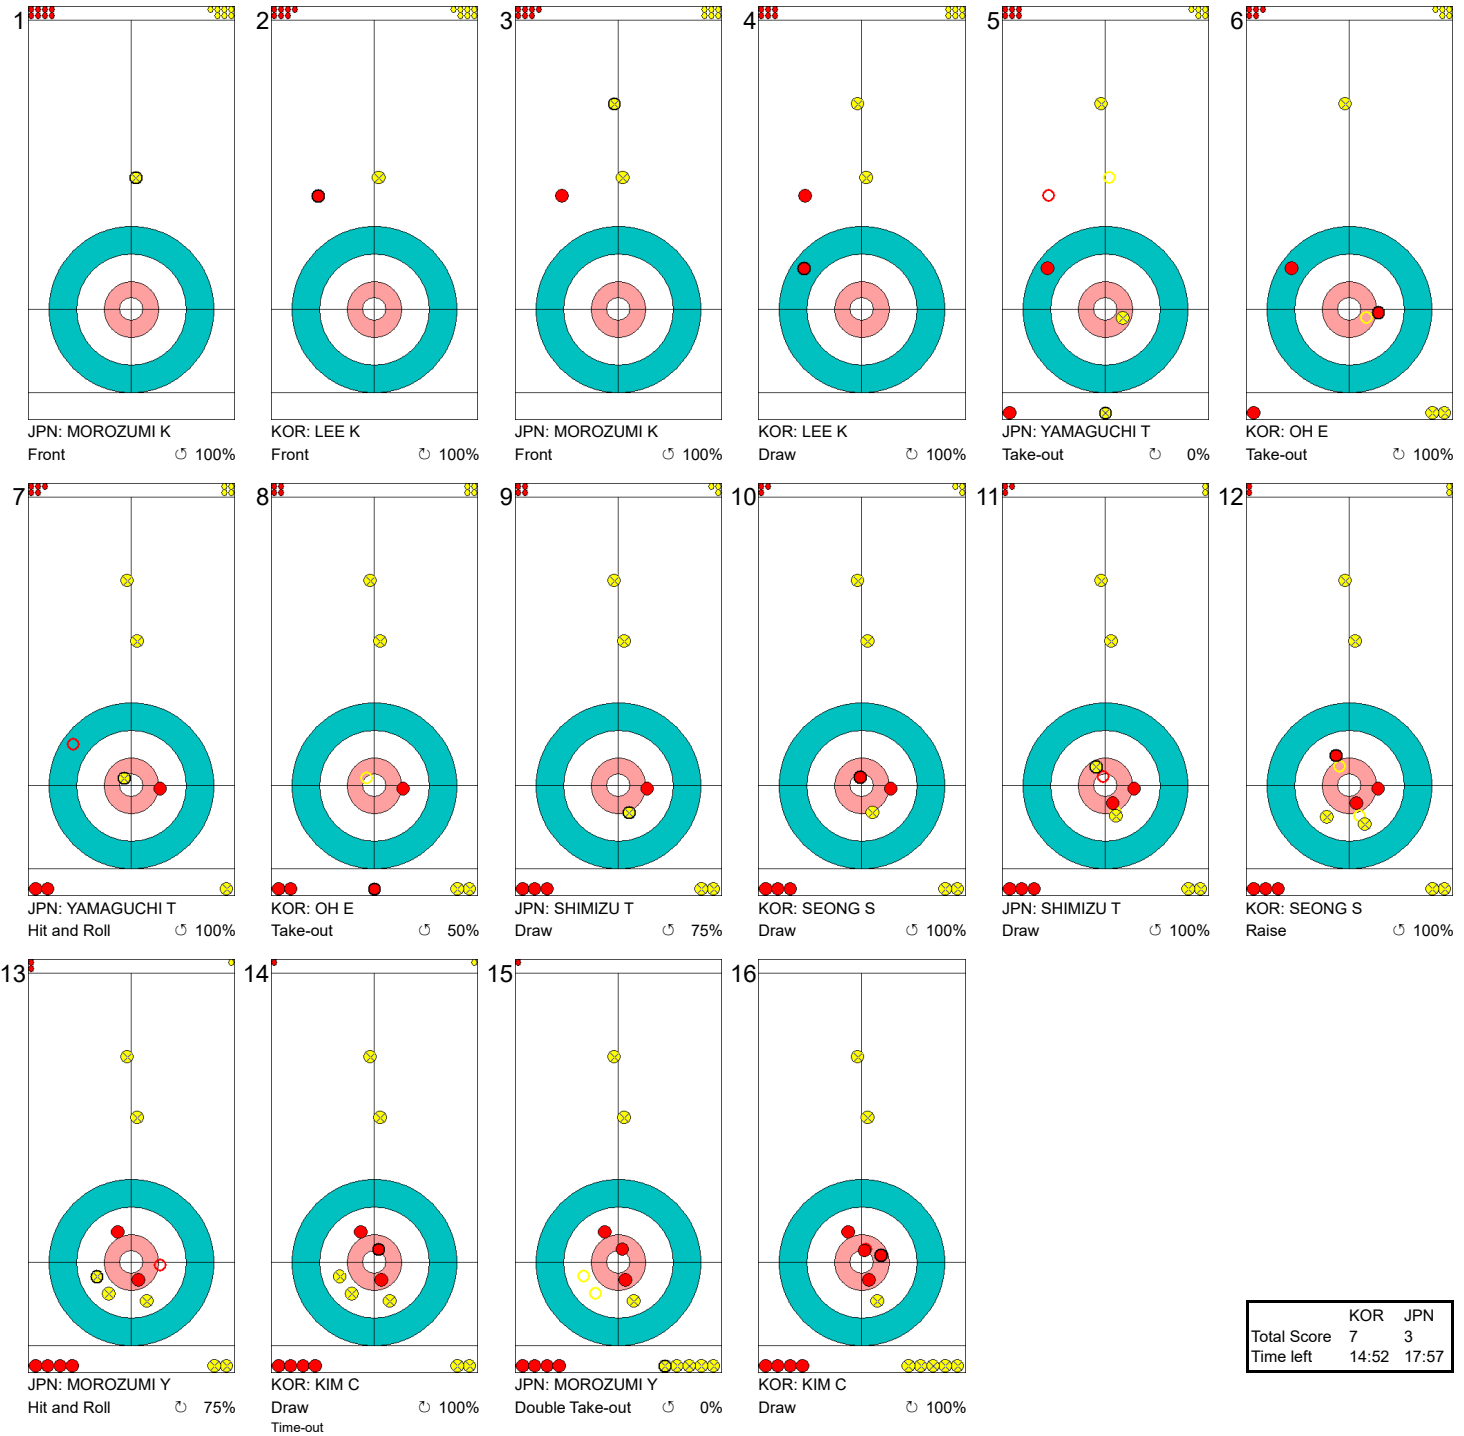 1
JPN: MOROZUMI K
Front ↺ 100%
2
KOR: LEE K
Front ↻ 100%
3
JPN: MOROZUMI K
Front ↺ 100%
4
KOR: LEE K
Draw ↻ 100%
5
JPN: YAMAGUCHI T
Take-out ↻ 0%
6
KOR: OH E
Take-out ↻ 100%
7
JPN: YAMAGUCHI T
Hit and Roll ↺ 100%
8
KOR: OH E
Take-out ↺ 50%
9
JPN: SHIMIZU T
Draw ↺ 75%
10
KOR: SEONG S
Draw ↺ 100%
11
JPN: SHIMIZU T
Draw ↺ 100%
12
KOR: SEONG S
Raise ↺ 100%
13
JPN: MOROZUMI Y
Hit and Roll ↻ 75%
14
KOR: KIM C
Draw ↻ 100%
Time-out
15
JPN: MOROZUMI Y
Double Take-out ↺ 0%
16
KOR: KIM C
Draw ↻ 100%
KOR JPN
Total Score 7 3
Time left 14:52 17:57